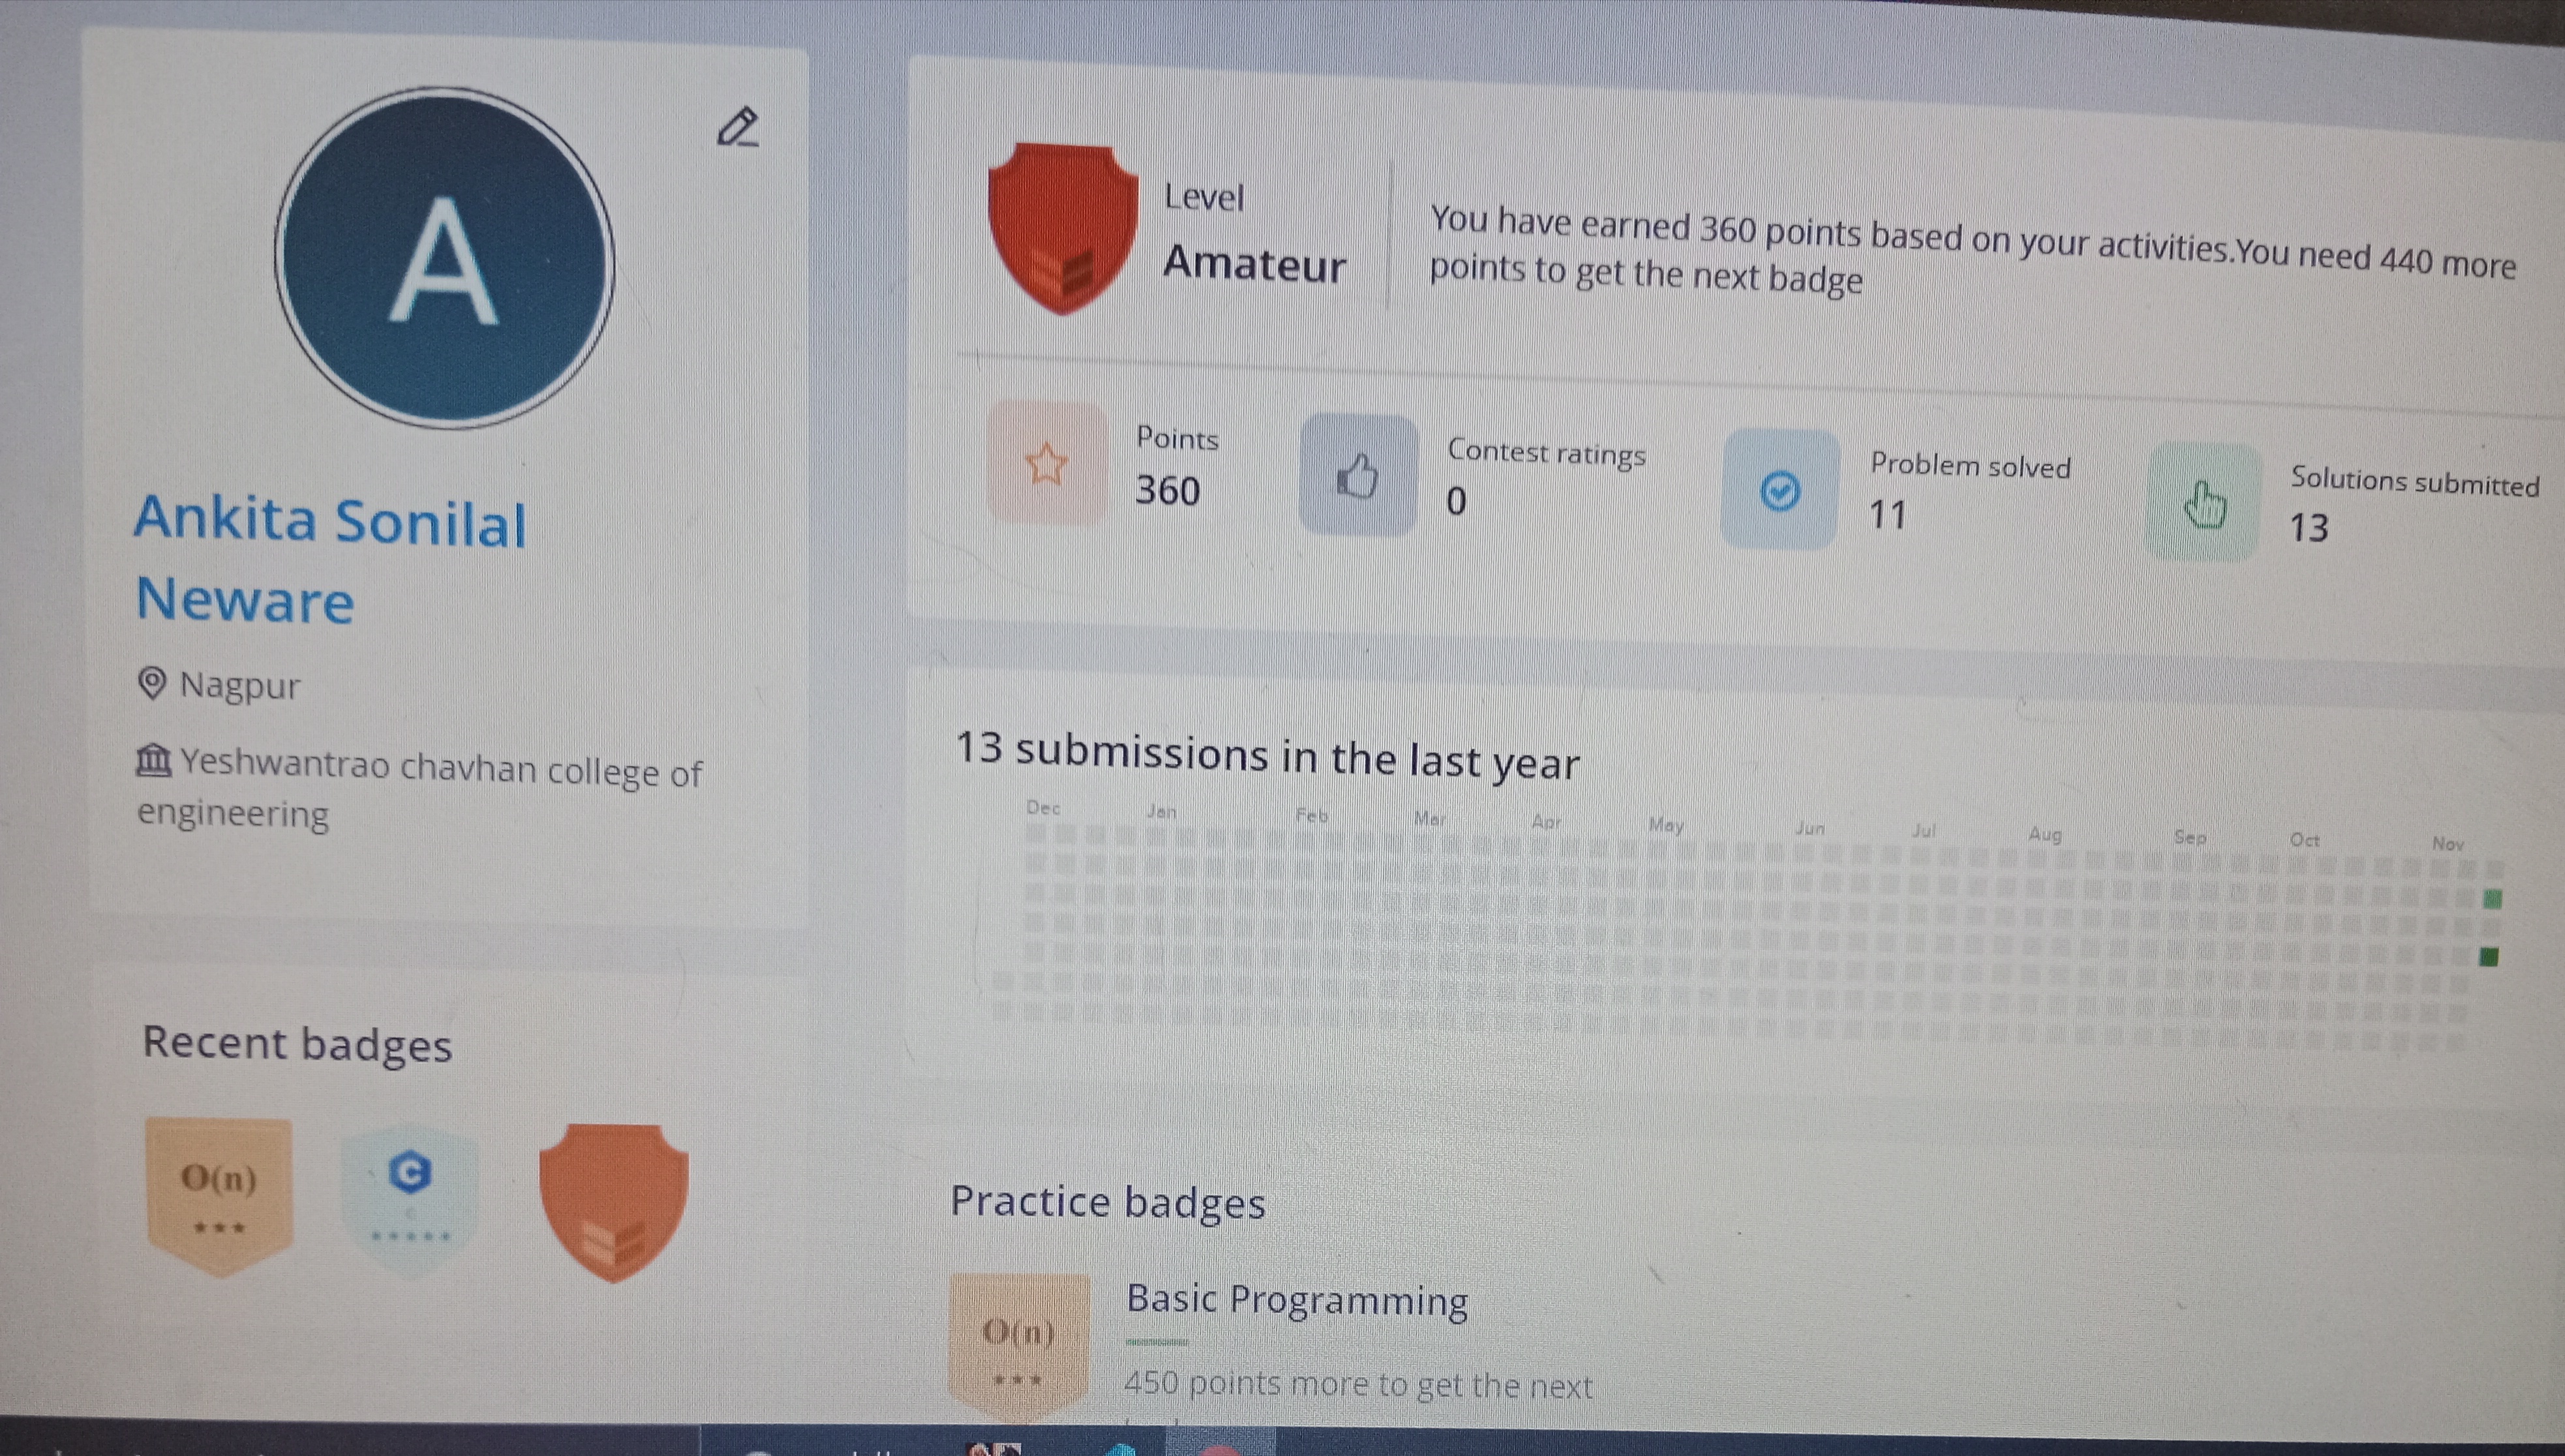 A
Ankita Sonilal
Neware
Nagpur
Yeshwantrao chavhan college of
engineering
Recent badges
O(n)
C
Level
Amateur
You have earned 360 points based on your activities.You need 440 more
points to get the next badge
Points
360
Contest ratings
0
Problem solved
11
Solutions submitted
13
13 submissions in the last year
Dec Jan Feb Mar Apr May Jun Jul Aug Sep Oct Nov
Practice badges
O(n)
Basic Programming
450 points more to get the next